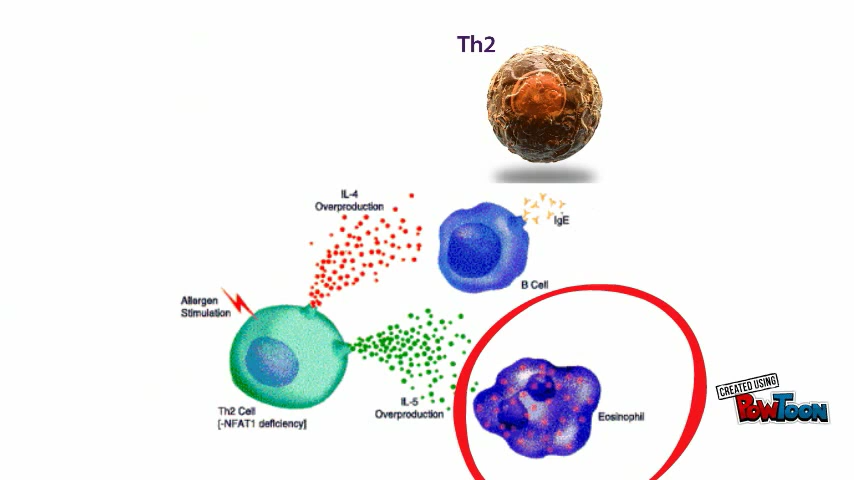 Th2
IL-4
Overproduction
IgE
B Cell
Allergen
Stimulation
IL-5
Overproduction
Th2 Cell
[-NFAT1 deficiency]
Eosinophil
CREATED USING
POWTOON